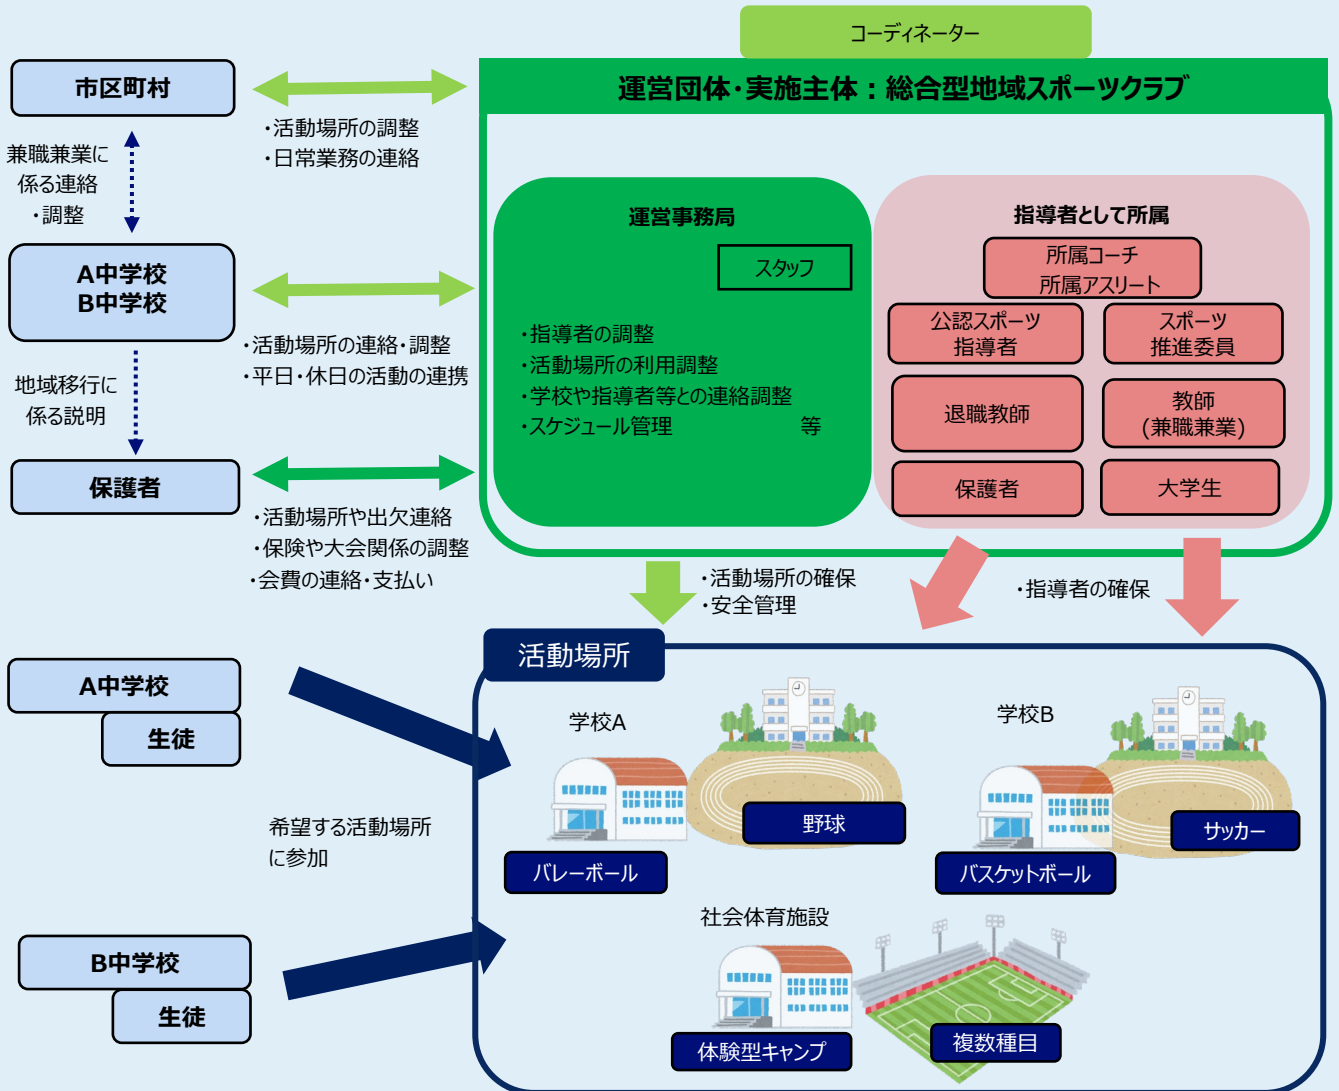 コーディネーター
市区町村
運営団体・実施主体：総合型地域スポーツクラブ
・活動場所の調整
・日常業務の連絡
兼職兼業に
係る連絡
・調整
運営事務局
スタッフ
・指導者の調整
・活動場所の利用調整
・学校や指導者等との連絡調整
・スケジュール管理　　　　　等
指導者として所属
所属コーチ
所属アスリート
公認スポーツ
指導者
スポーツ
推進委員
退職教師
教師
(兼職兼業)
保護者
大学生
A中学校
B中学校
・活動場所の連絡・調整
・平日・休日の活動の連携
地域移行に
係る説明
保護者
・活動場所や出欠連絡
・保険や大会関係の調整
・会費の連絡・支払い
・活動場所の確保
・安全管理
・指導者の確保
活動場所
A中学校
生徒
希望する活動場所
に参加
B中学校
生徒
学校A
野球
バレーボール
学校B
サッカー
バスケットボール
社会体育施設
体験型キャンプ
複数種目